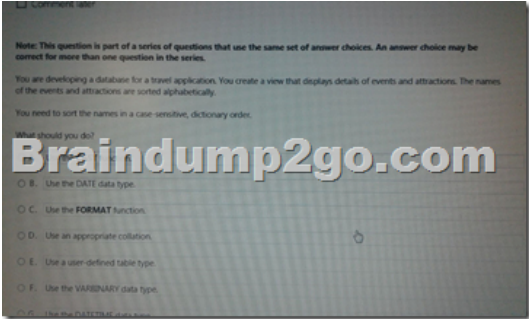 Comment later
Note: This question is part of a series of questions that use the same set of answer choices. An answer choice may be
correct for more than one question in the series.
You are developing a database for a travel application. You create a view that displays details of events and attractions. The names
of the events and attractions are sorted alphabetically.
You need to sort the names in a case-sensitive, dictionary order.
What should you do?
Braindump2go.com
B. Use the DATE data type.
C. Use the FORMAT function.
D. Use an appropriate collation.
E. Use a user-defined table type.
F. Use the VARBINARY data type.
G. Use the DATETIME data type.